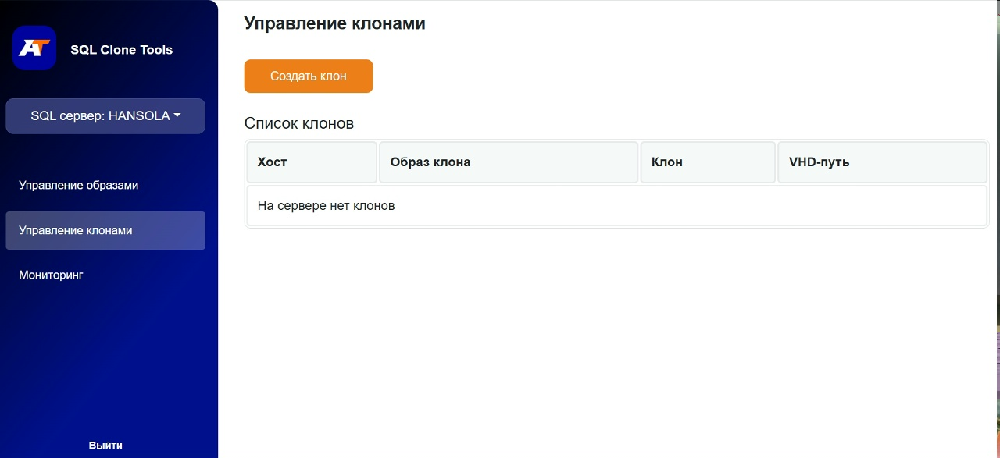 AT
SQL Clone Tools
SQL сервер: HANSOLA
Управление образами
Управление клонами
Мониторинг
Выйти
Управление клонами
Создать клон
Список клонов
Хост Образ клона Клон VHD-путь
На сервере нет клонов